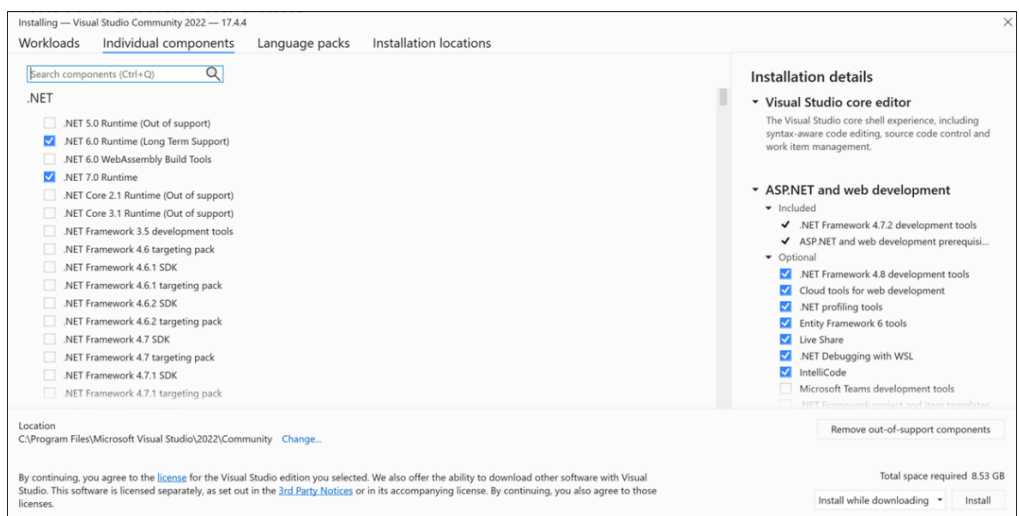 Installing — Visual Studio Community 2022 — 17.4.4
Workloads Individual components Language packs Installation locations
Search components (Ctrl+Q)
.NET
.NET 5.0 Runtime (Out of support)
.NET 6.0 Runtime (Long Term Support)
.NET 6.0 WebAssembly Build Tools
.NET 7.0 Runtime
.NET Core 2.1 Runtime (Out of support)
.NET Core 3.1 Runtime (Out of support)
.NET Framework 3.5 development tools
.NET Framework 4.6 targeting pack
.NET Framework 4.6.1 SDK
.NET Framework 4.6.1 targeting pack
.NET Framework 4.6.2 SDK
.NET Framework 4.6.2 targeting pack
.NET Framework 4.7 SDK
.NET Framework 4.7 targeting pack
.NET Framework 4.7.1 SDK
.NET Framework 4.7.1 targeting pack
Installation details
Visual Studio core editor
The Visual Studio core shell experience, including
syntax-aware code editing, source code control and
work item management.
ASP.NET and web development
Included
.NET Framework 4.7.2 development tools
ASP.NET and web development prerequisi...
Optional
.NET Framework 4.8 development tools
Cloud tools for web development
.NET profiling tools
Entity Framework 6 tools
Live Share
.NET Debugging with WSL
IntelliCode
Microsoft Teams development tools
.NET Framework project and item templates
Location
C:\Program Files\Microsoft Visual Studio\2022\Community Change...
Remove out-of-support components
By continuing, you agree to the license for the Visual Studio edition you selected. We also offer the ability to download other software with Visual
Studio. This software is licensed separately, as set out in the 3rd Party Notices or in its accompanying license. By continuing, you also agree to those
licenses.
Total space required 8.53 GB
Install while downloading Install